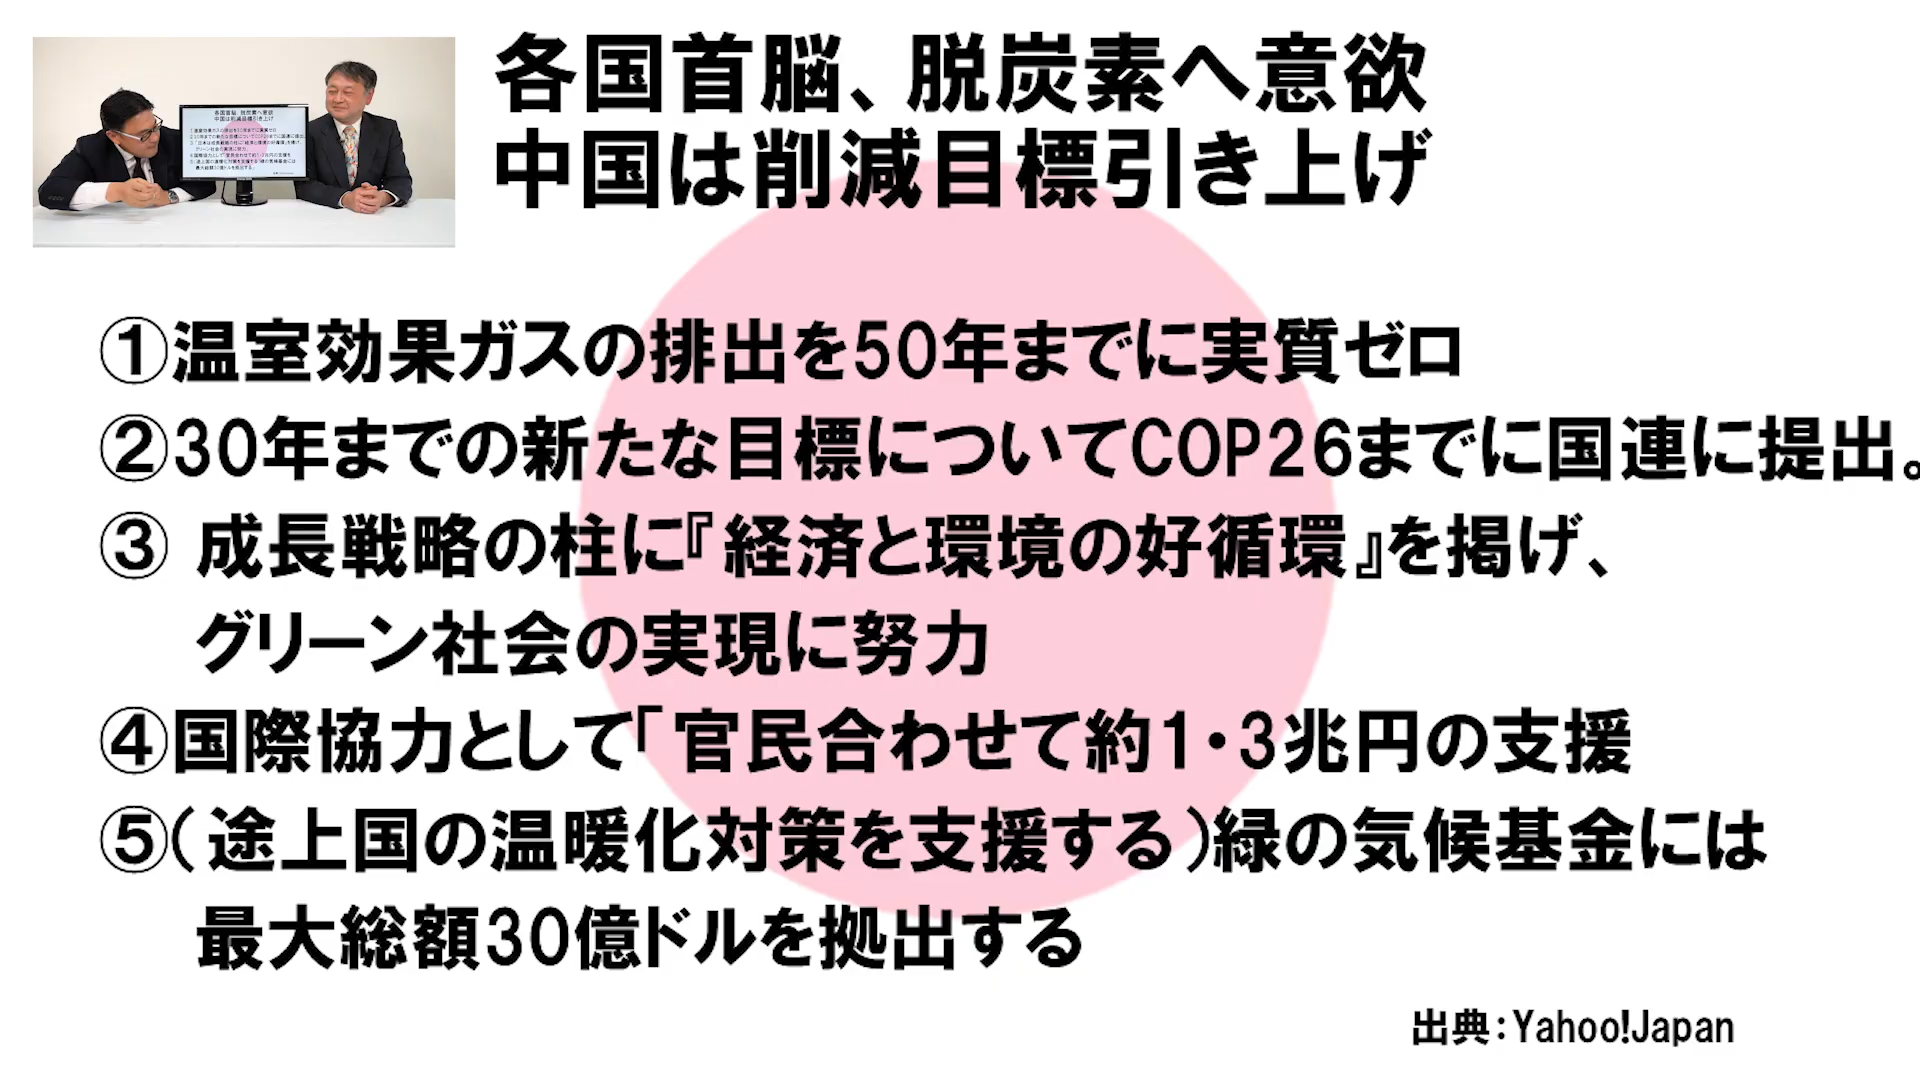 各国首脳、脱炭素へ意欲
中国は削減目標引き上げ
①温室効果ガスの排出を50年までに実質ゼロ
②30年までの新たな目標についてCOP26までに国連に提出。
③ 成長戦略の柱に『経済と環境の好循環』を掲げ、
グリーン社会の実現に努力
④国際協力として「官民合わせて約1・3兆円の支援
⑤（途上国の温暖化対策を支援する）緑の気候基金には
最大総額30億ドルを拠出する
出典：Yahoo!Japan